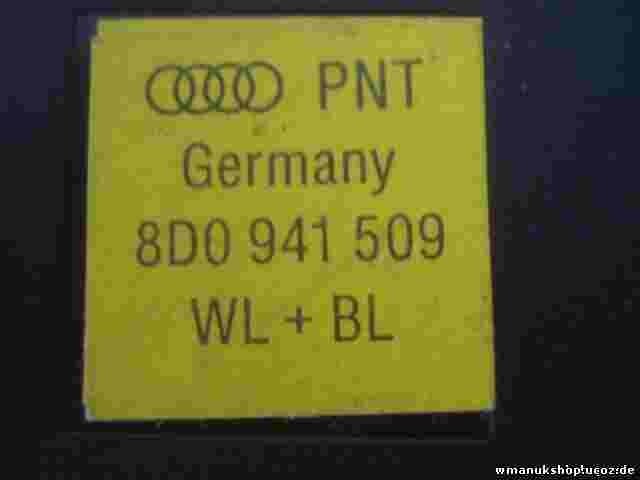 PNT
Germany
8D0 941 509
WL + BL
wmanukshop.ucoz.de